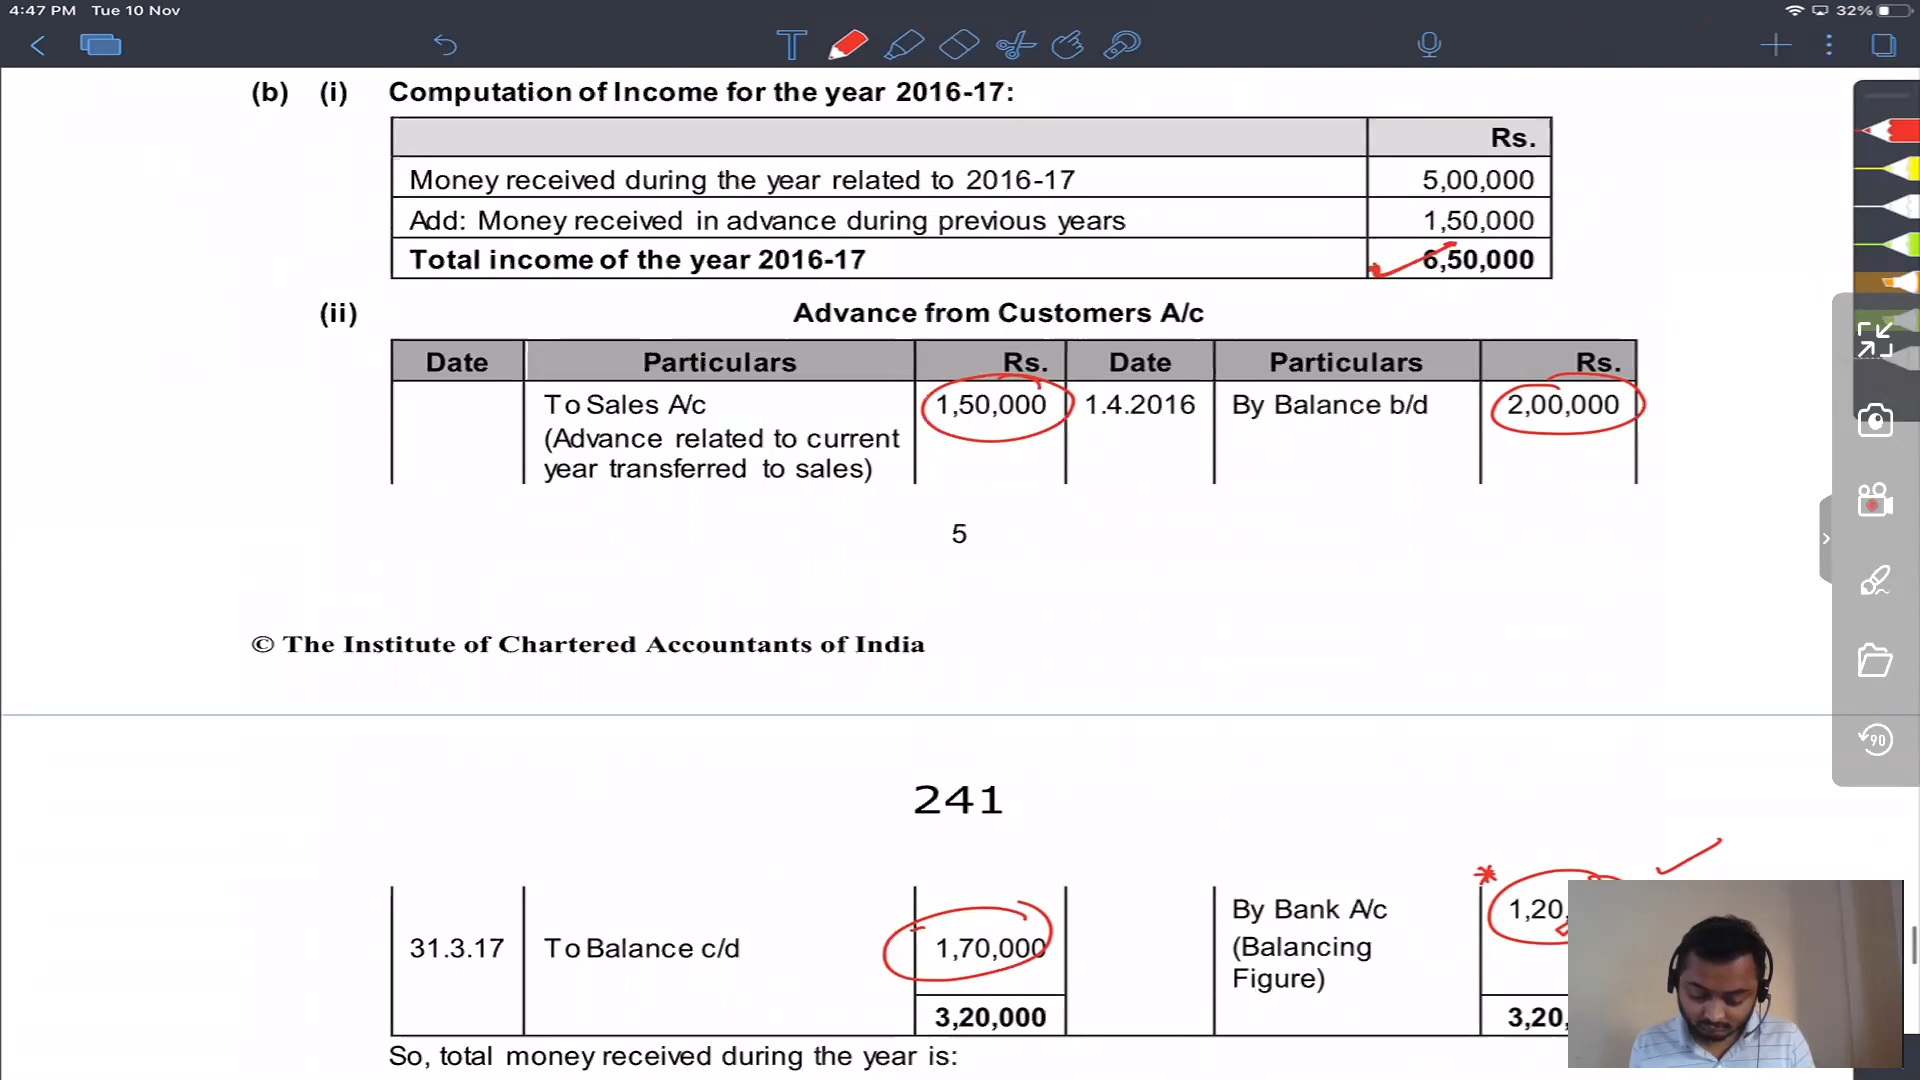 4:47 PM Tue 10 Nov
32%
(b) (i) Computation of Income for the year 2016-17:
Rs.
Money received during the year related to 2016-17 5,00,000
Add: Money received in advance during previous years 1,50,000
Total income of the year 2016-17 6,50,000
(ii) Advance from Customers A/c
Date Particulars Rs. Date Particulars Rs.
To Sales A/c 1,50,000 1.4.2016 By Balance b/d 2,00,000
(Advance related to current
year transferred to sales)
5
© The Institute of Chartered Accountants of India
90
241
By Bank A/c 1,20,
31.3.17 To Balance c/d 1,70,000 (Balancing
Figure)
3,20,000 3,20,
So, total money received during the year is: